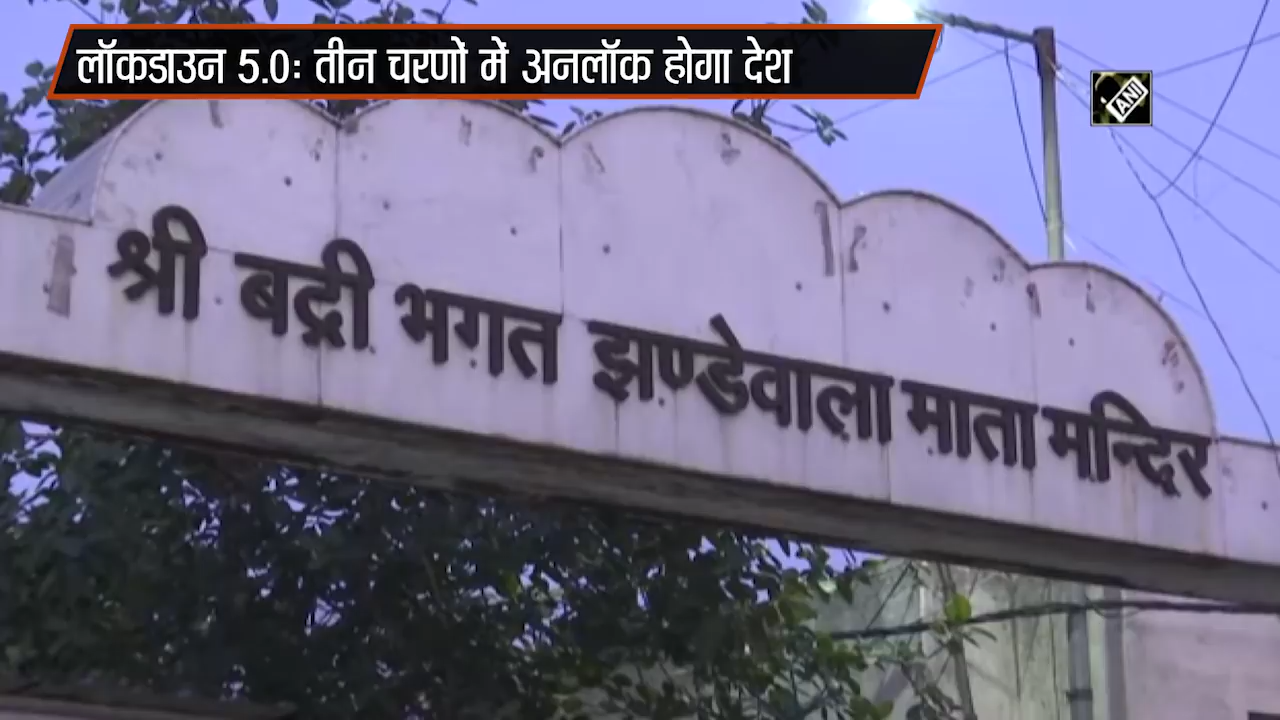 लॉकडाउन 5.0: तीन चरणों में अनलॉक होगा देश
ANI
श्री बद्री भगत झण्डेवाला माता मन्दिर